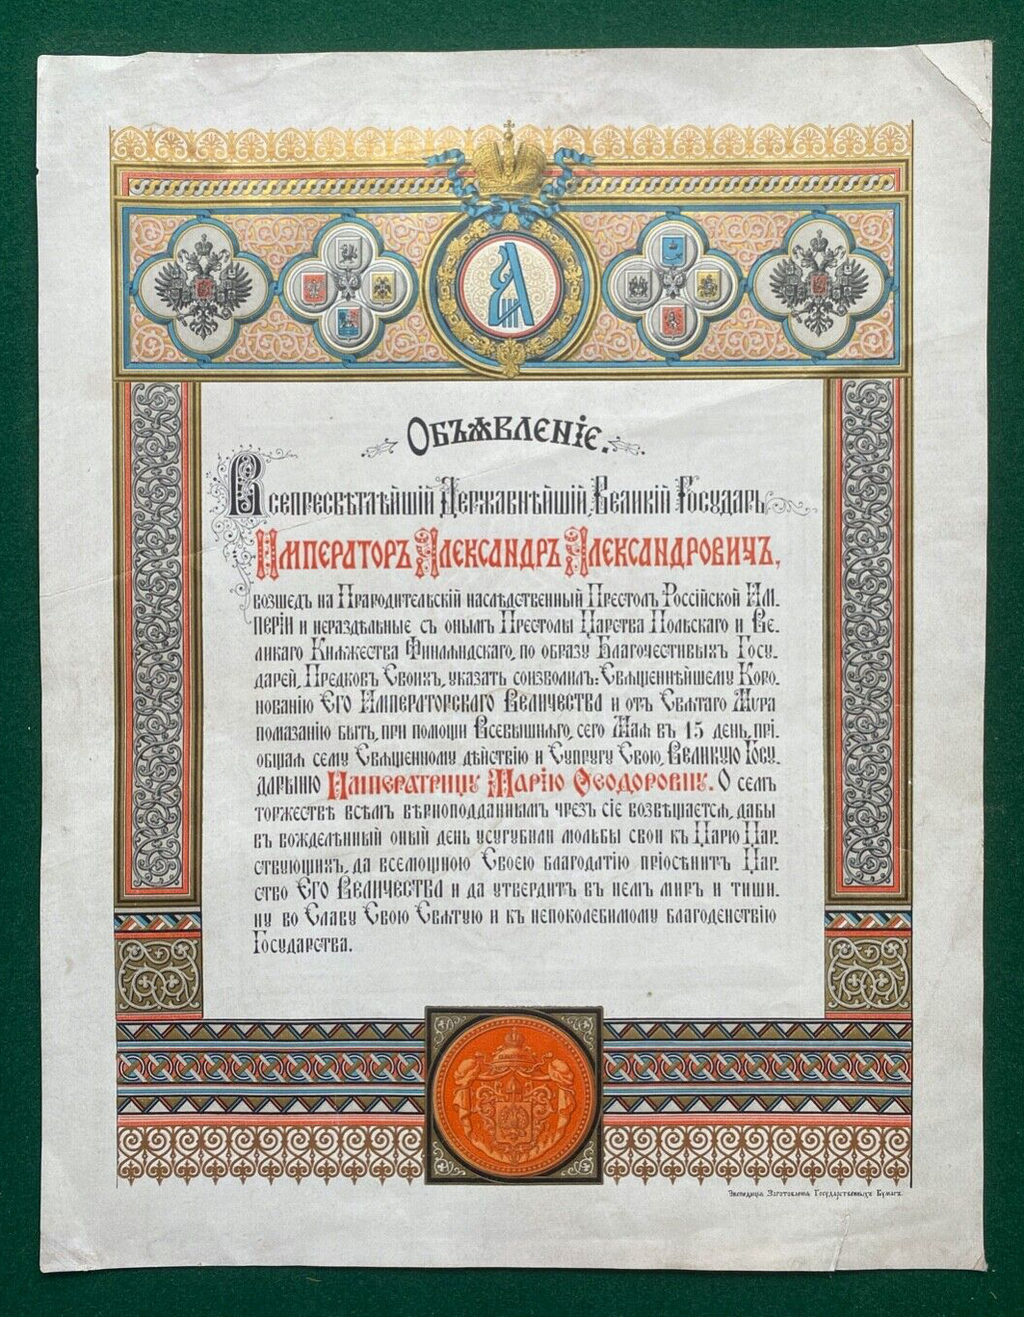 Объявленіе.
Всепресвѣтлѣйшій Державнѣйшій Великій Государь
Императоръ Александръ Александровичъ,
возшедъ на Прародительскій наслѣдственный Престолъ Россійской Им-
періи и нераздѣльные съ онымъ Престолы Царства Польскаго и Ве-
ликаго Княжества Финляндскаго, по образу Благочестивыхъ Госу-
дарей, Предковъ Своихъ, указать соизволилъ: Священнѣйшему Коро-
нованію Его Императорскаго Величества и отъ Святаго Мѵра
помазанію быть, при помощи Всевышняго, сего Мая въ 15 день, прі-
общая сему Священному дѣйствію и Супругу Свою, Великую Госу-
дарыню Императрицу Марію Ѳеодоровну. О семъ
торжествѣ всѣмъ вѣрноподданнымъ чрезъ сіе возвѣщается, дабы
въ вожделѣнный оный день усугубили мольбы свои къ Царю Цар-
ствующихъ, да всемощною Своею благодатію пріосѣнитъ Цар-
ство Его Величества и да утвердитъ въ немъ миръ и тиши-
ну во Славу Свою Святую и къ непоколебимому благоденствію
Государства.
Экспедиція Заготовленія Государственныхъ Бумагъ.